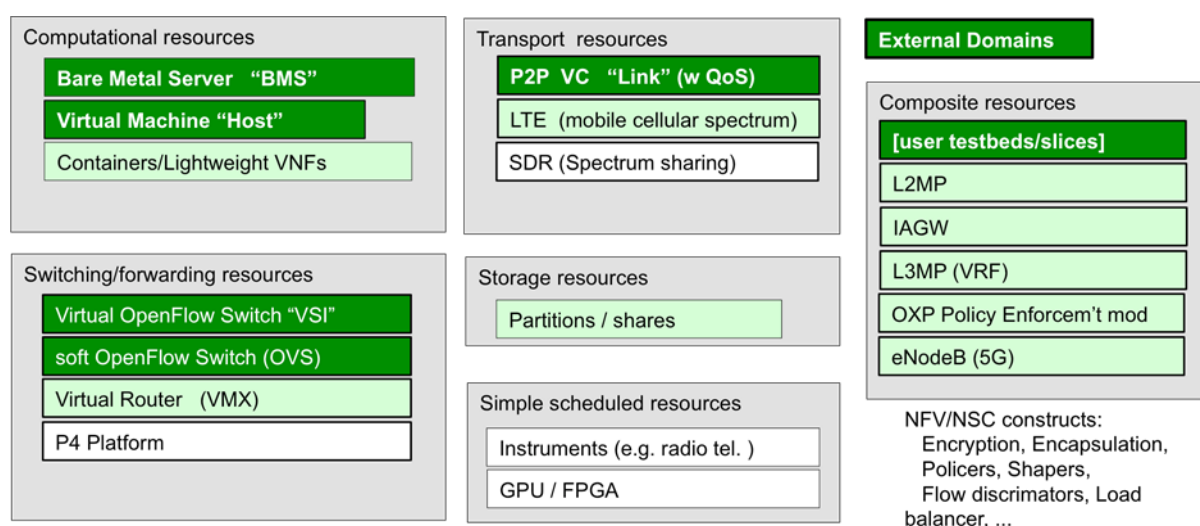 Computational resources
Bare Metal Server "BMS"
Virtual Machine "Host"
Containers/Lightweight VNFs
Switching/forwarding resources
Virtual OpenFlow Switch “VSI”
soft OpenFlow Switch (OVS)
Virtual Router (VMX)
P4 Platform
Transport resources
P2P VC “Link” (w QoS)
LTE (mobile cellular spectrum)
SDR (Spectrum sharing)
Storage resources
Partitions / shares
Simple scheduled resources
Instruments (e.g. radio tel. )
GPU / FPGA
External Domains
Composite resources
[user testbeds/slices]
L2MP
IAGW
L3MP (VRF)
OXP Policy Enforcem't mod
eNodeB (5G)
NFV/NSC constructs:
Encryption, Encapsulation,
Policers, Shapers,
Flow discrimators, Load
balancer. ...